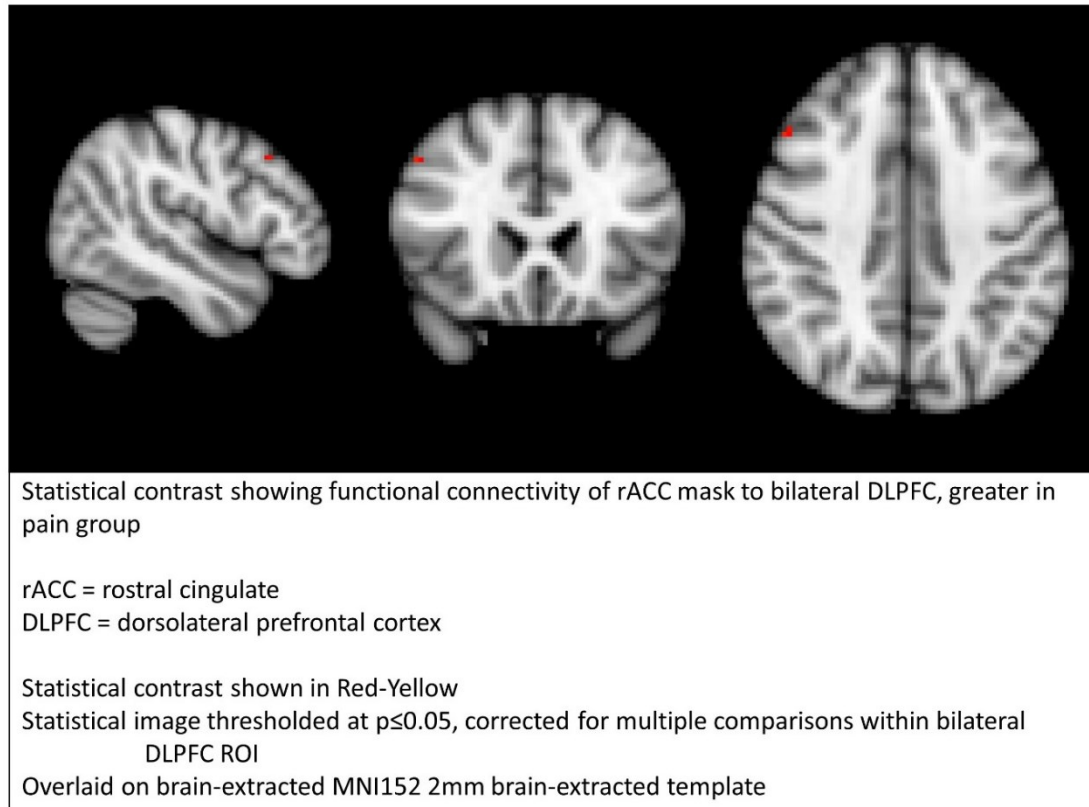 Statistical contrast showing functional connectivity of rACC mask to bilateral DLPFC, greater in
pain group
rACC = rostral cingulate
DLPFC = dorsolateral prefrontal cortex
Statistical contrast shown in Red-Yellow
Statistical image thresholded at p≤0.05, corrected for multiple comparisons within bilateral
DLPFC ROI
Overlaid on brain-extracted MNI152 2mm brain-extracted template